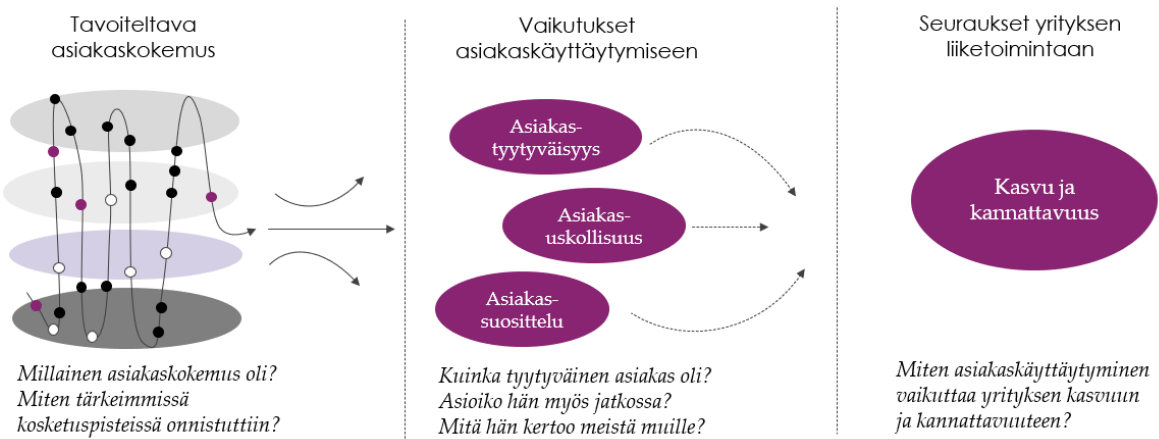 Tavoiteltava
asiakaskokemus
Millainen asiakaskokemus oli?
Miten tärkeimmissä
kosketuspisteissä onnistuttiin?
Vaikutukset
asiakaskäyttäytymiseen
Asiakas-
tyytyväisyys
Asiakas-
uskollisuus
Asiakas-
suosittelu
Kuinka tyytyväinen asiakas oli?
Asioiko hän myös jatkossa?
Mitä hän kertoo meistä muille?
Seuraukset yrityksen
liiketoimintaan
Kasvu ja
kannattavuus
Miten asiakaskäyttäytyminen
vaikuttaa yrityksen kasvuun
ja kannattavuuteen?